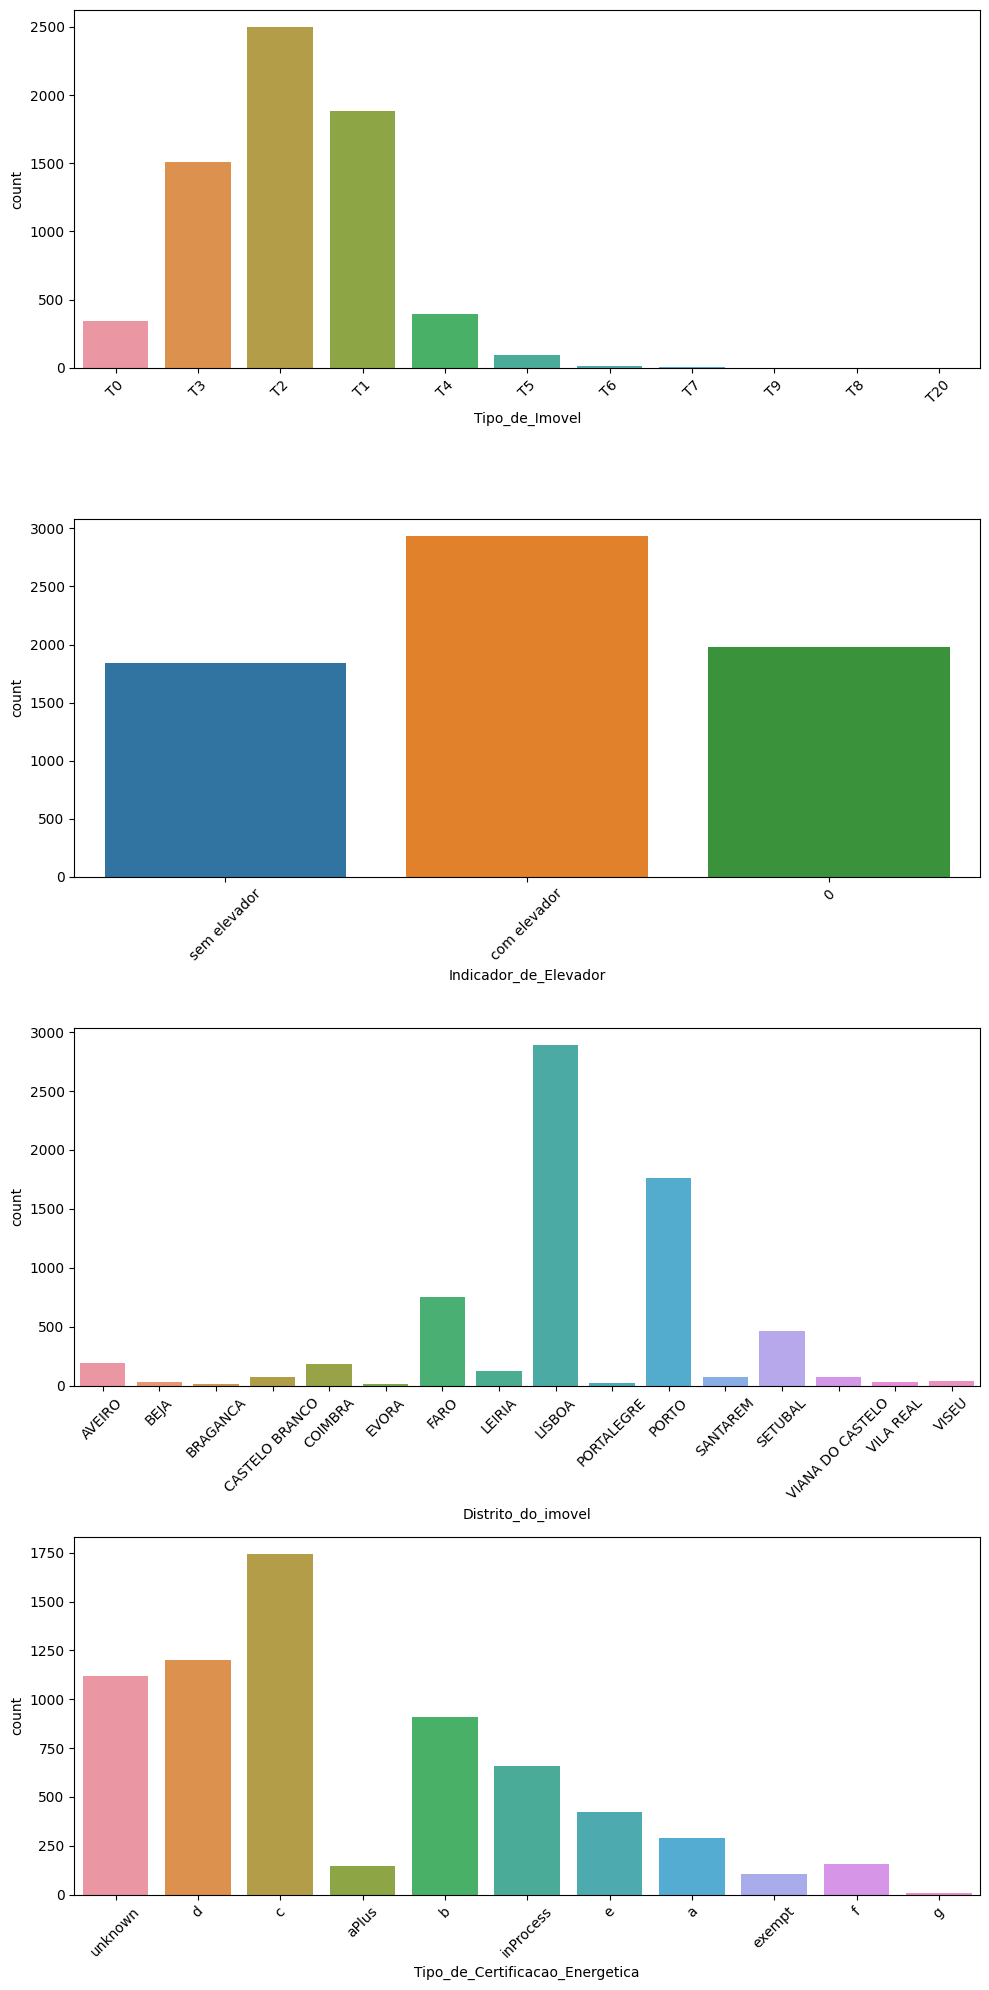 2500
2000
1500
1000
500
0
count
T0 T3 T2 T1 T4 T5 T6 T7 T9 T8 T20
Tipo_de_Imovel
3000
2500
2000
1500
1000
500
0
count
sem elevador com elevador 0
Indicador_de_Elevador
3000
2500
2000
1500
1000
500
0
count
AVEIRO BEJA BRAGANCA CASTELO BRANCO COIMBRA EVORA FARO LEIRIA LISBOA PORTALEGRE PORTO SANTAREM SETUBAL VIANA DO CASTELO VILA REAL VISEU
Distrito_do_imovel
1750
1500
1250
1000
750
500
250
0
count
unknown d c aPlus b inProcess e a exempt f g
Tipo_de_Certificacao_Energetica